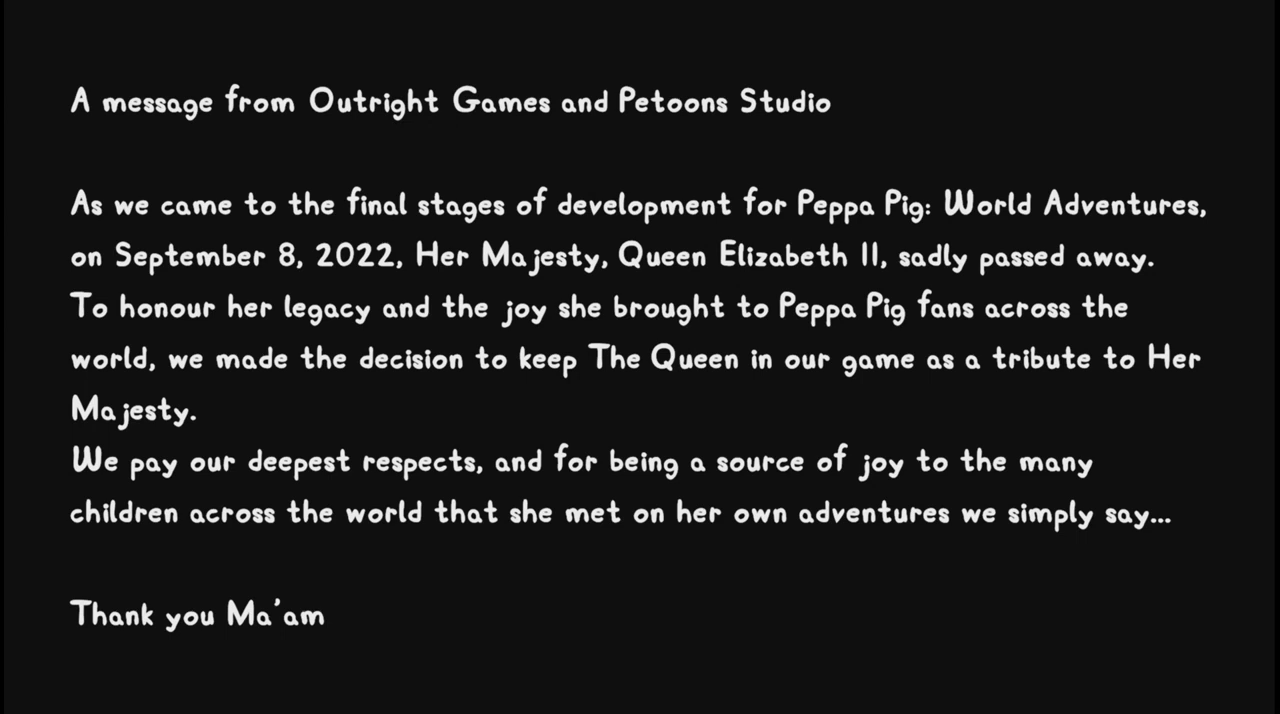 A message from Outright Games and Petoons Studio
As we came to the final stages of development for Peppa Pig: World Adventures,
on September 8, 2022, Her Majesty, Queen Elizabeth II, sadly passed away.
To honour her legacy and the joy she brought to Peppa Pig fans across the
world, we made the decision to keep The Queen in our game as a tribute to Her
Majesty.
We pay our deepest respects, and for being a source of joy to the many
children across the world that she met on her own adventures we simply say...
Thank you Ma'am